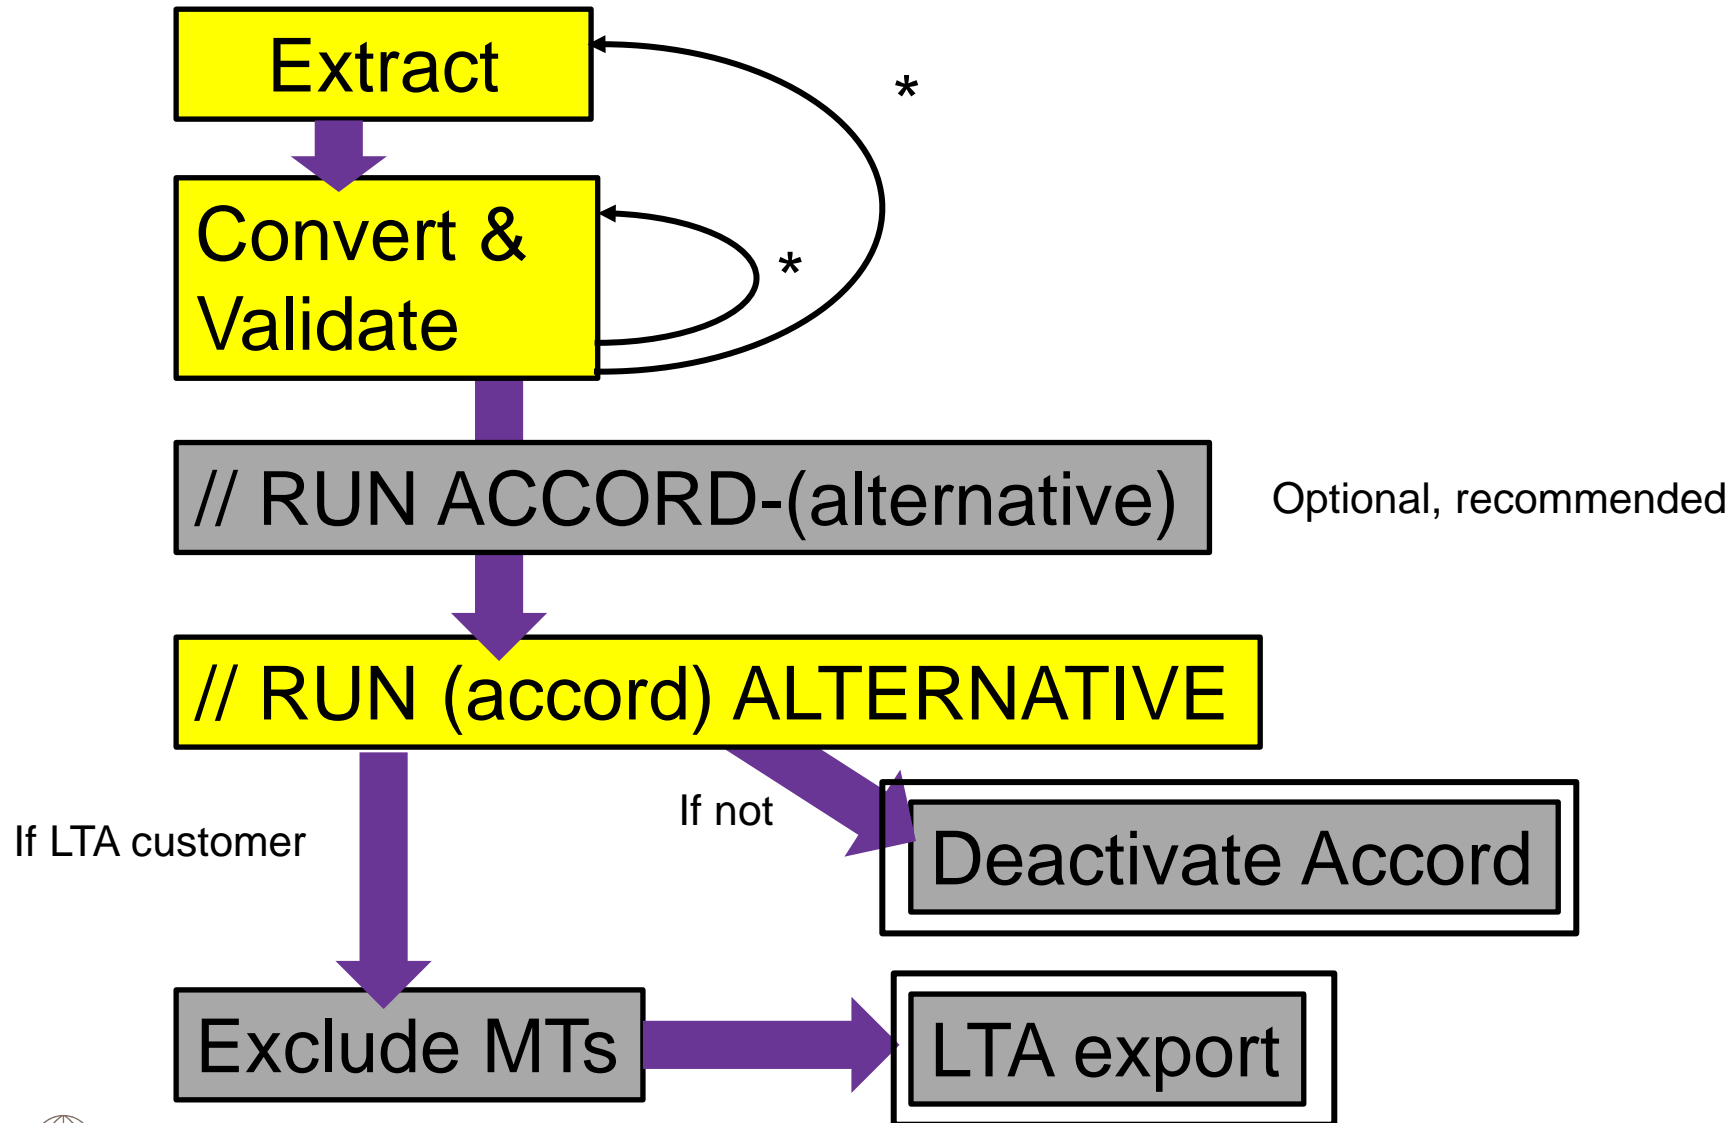 Extract
*
Convert &
Validate
*
// RUN ACCORD-(alternative)
Optional, recommended
// RUN (accord) ALTERNATIVE
If LTA customer
If not
Deactivate Accord
Exclude MTs
LTA export